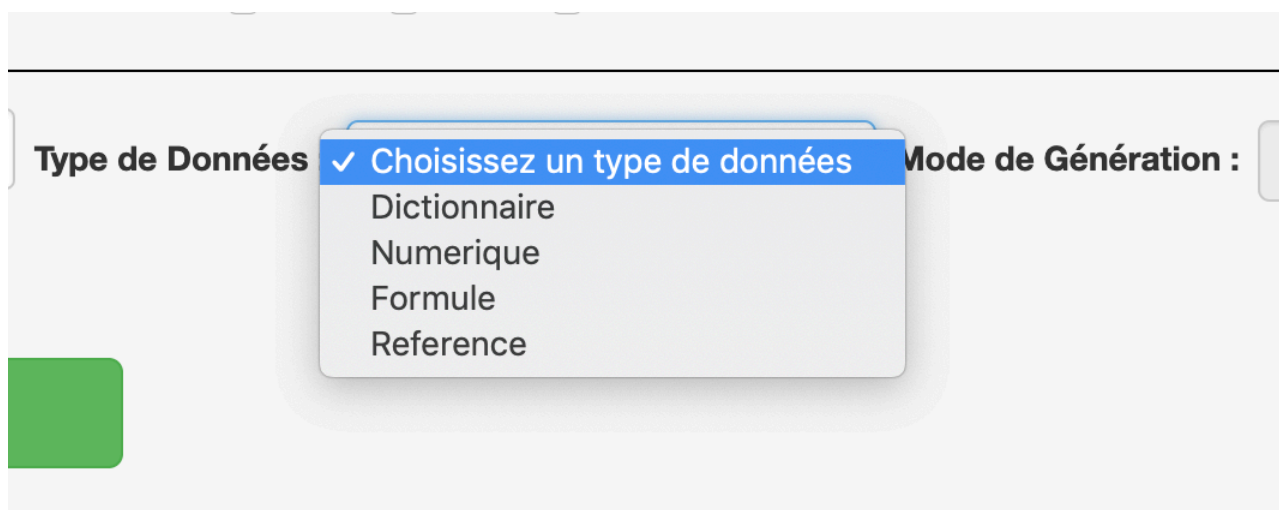 Type de Données :
✓ Choisissez un type de données
Dictionnaire
Numerique
Formule
Reference
Mode de Génération :